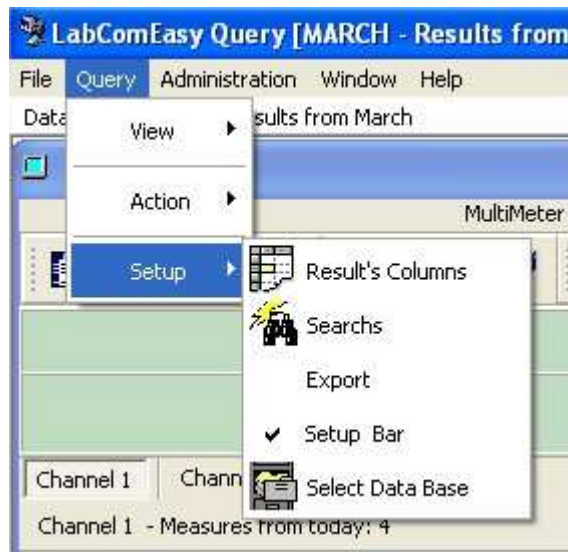 LabComEasy Query [MARCH - Results from
File Query Administration Window Help
Data
sults from March
View
Action
MultiMeter
Setup
Result's Columns
Searchs
Export
Setup Bar
Select Data Base
Channel 1 Chann
Channel 1 - Measures from today: 4